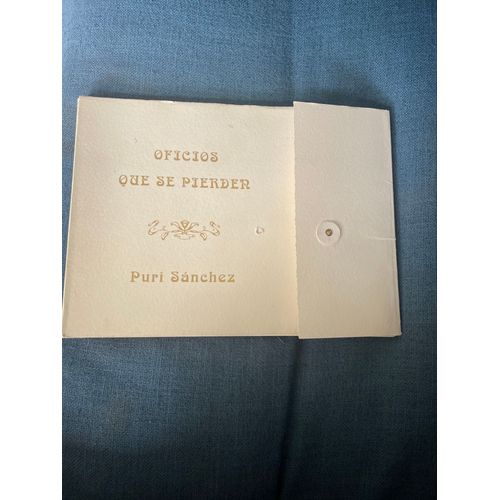 OFICIOS
QUE SE PIERDEN
Puri Sánchez